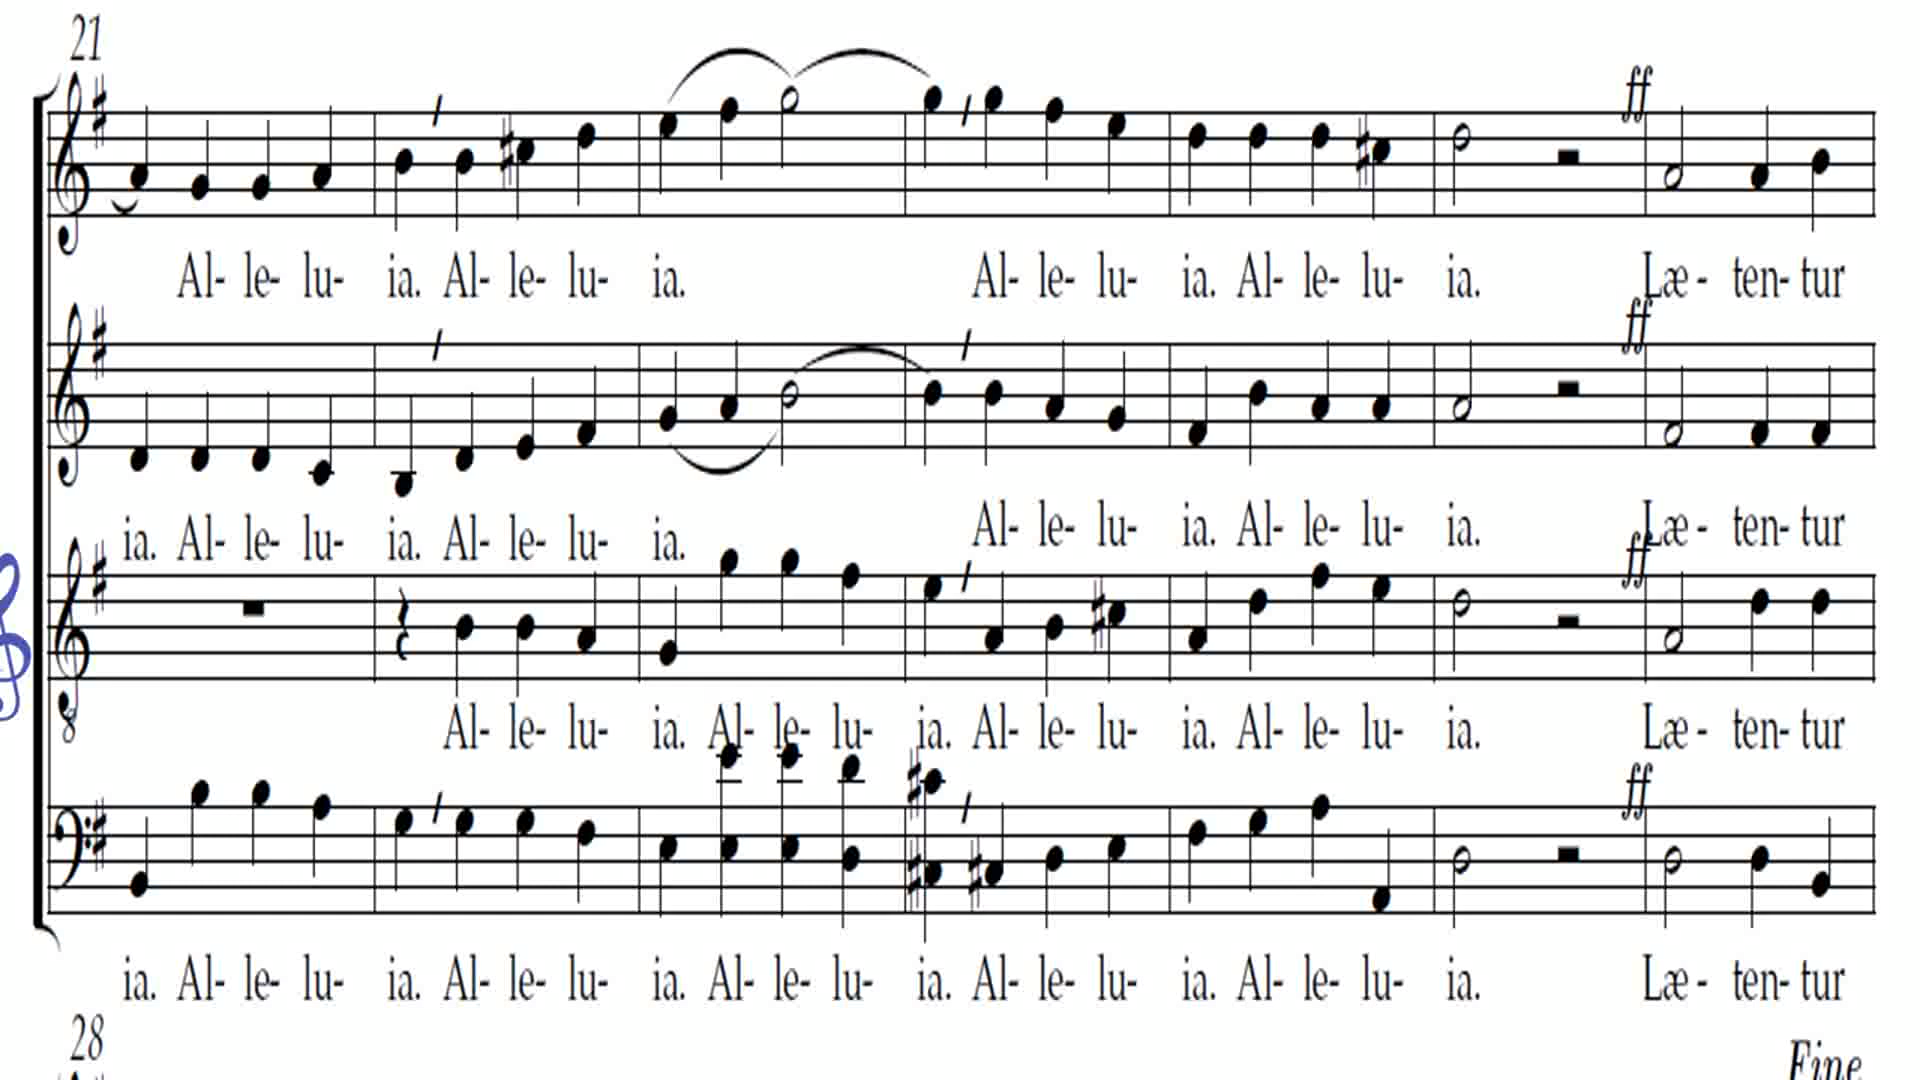 21
ff
Al- le- lu- ia. Al- le- lu- ia. Al- le- lu- ia. Al- le- lu- ia. Læ - ten- tur
ff
ia. Al- le- lu- ia. Al- le- lu- ia. Al- le- lu- ia. Al- le- lu- ia. Læ - ten- tur
ff
8
Al- le- lu- ia. Al- le- lu- ia. Al- le- lu- ia. Al- le- lu- ia. Læ - ten- tur
ff
ia. Al- le- lu- ia. Al- le- lu- ia. Al- le- lu- ia. Al- le- lu- ia. Al- le- lu- ia. Læ - ten- tur
28
Fine